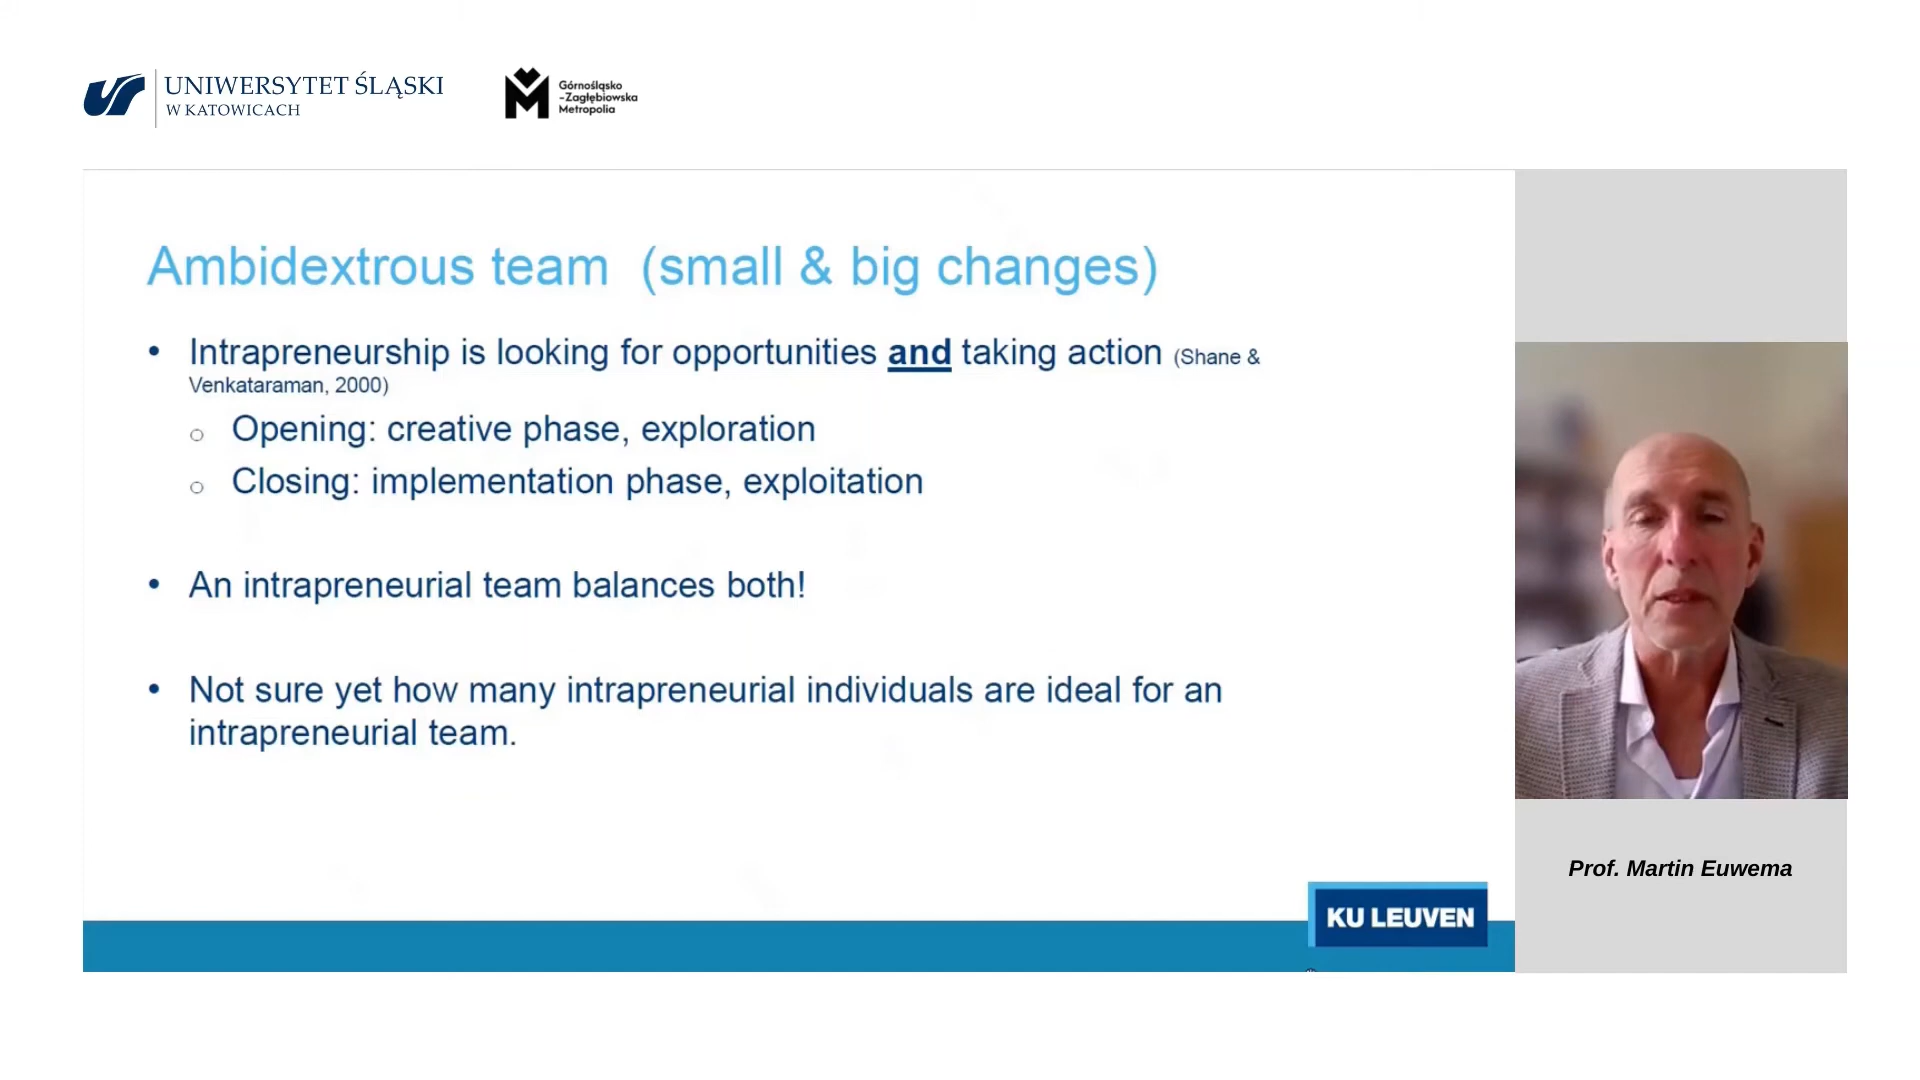 UNIWERSYTET ŚLĄSKI
W KATOWICACH
Górnośląsko
-Zagłębiowska
Metropolia
Ambidextrous team (small & big changes)
• Intrapreneurship is looking for opportunities and taking action (Shane &
Venkataraman, 2000)
o Opening: creative phase, exploration
o Closing: implementation phase, exploitation
• An intrapreneurial team balances both!
• Not sure yet how many intrapreneurial individuals are ideal for an
intrapreneurial team.
KU LEUVEN
Prof. Martin Euwema